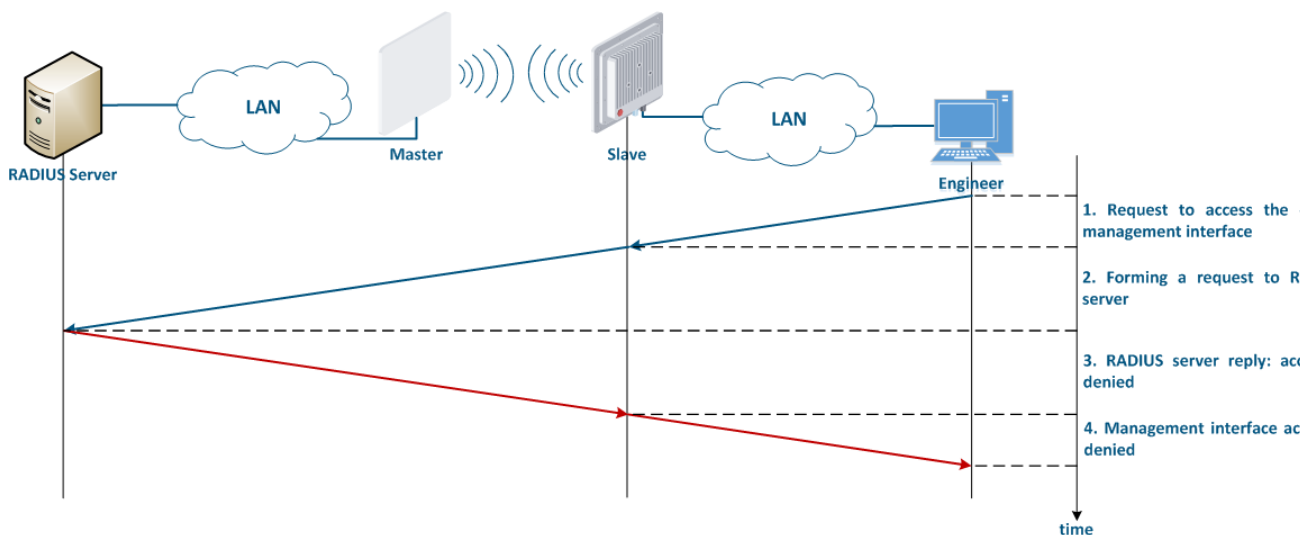 LAN
LAN
Master
Slave
RADIUS Server
Engineer
1. Request to access the
management interface
2. Forming a request to R
server
3. RADIUS server reply: acc
denied
4. Management interface ac
denied
time